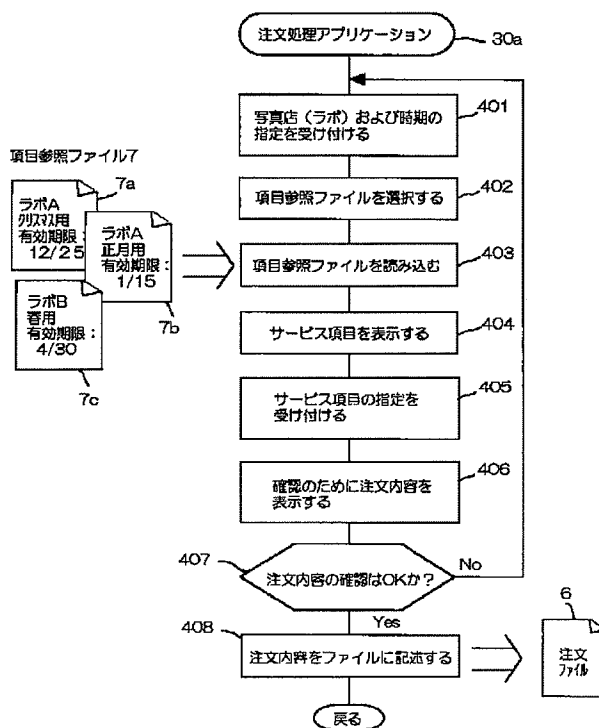 注文処理アプリケーション
30a
写真店（ラボ）および時期の
指定を受け付ける
401
項目参照ファイル7
7a
ラボA
クリスマス用
有効期限：
12/25
ラボA
正月用
有効期限：
1/15
7b
ラボB
春用
有効期限：
4/30
7c
項目参照ファイルを選択する
402
項目参照ファイルを読み込む
403
サービス項目を表示する
404
サービス項目の指定を
受け付ける
405
確認のために注文内容を
表示する
406
407
注文内容の確認はOKか？
No
Yes
408
注文内容をファイルに記述する
6
注文
ファイル
戻る